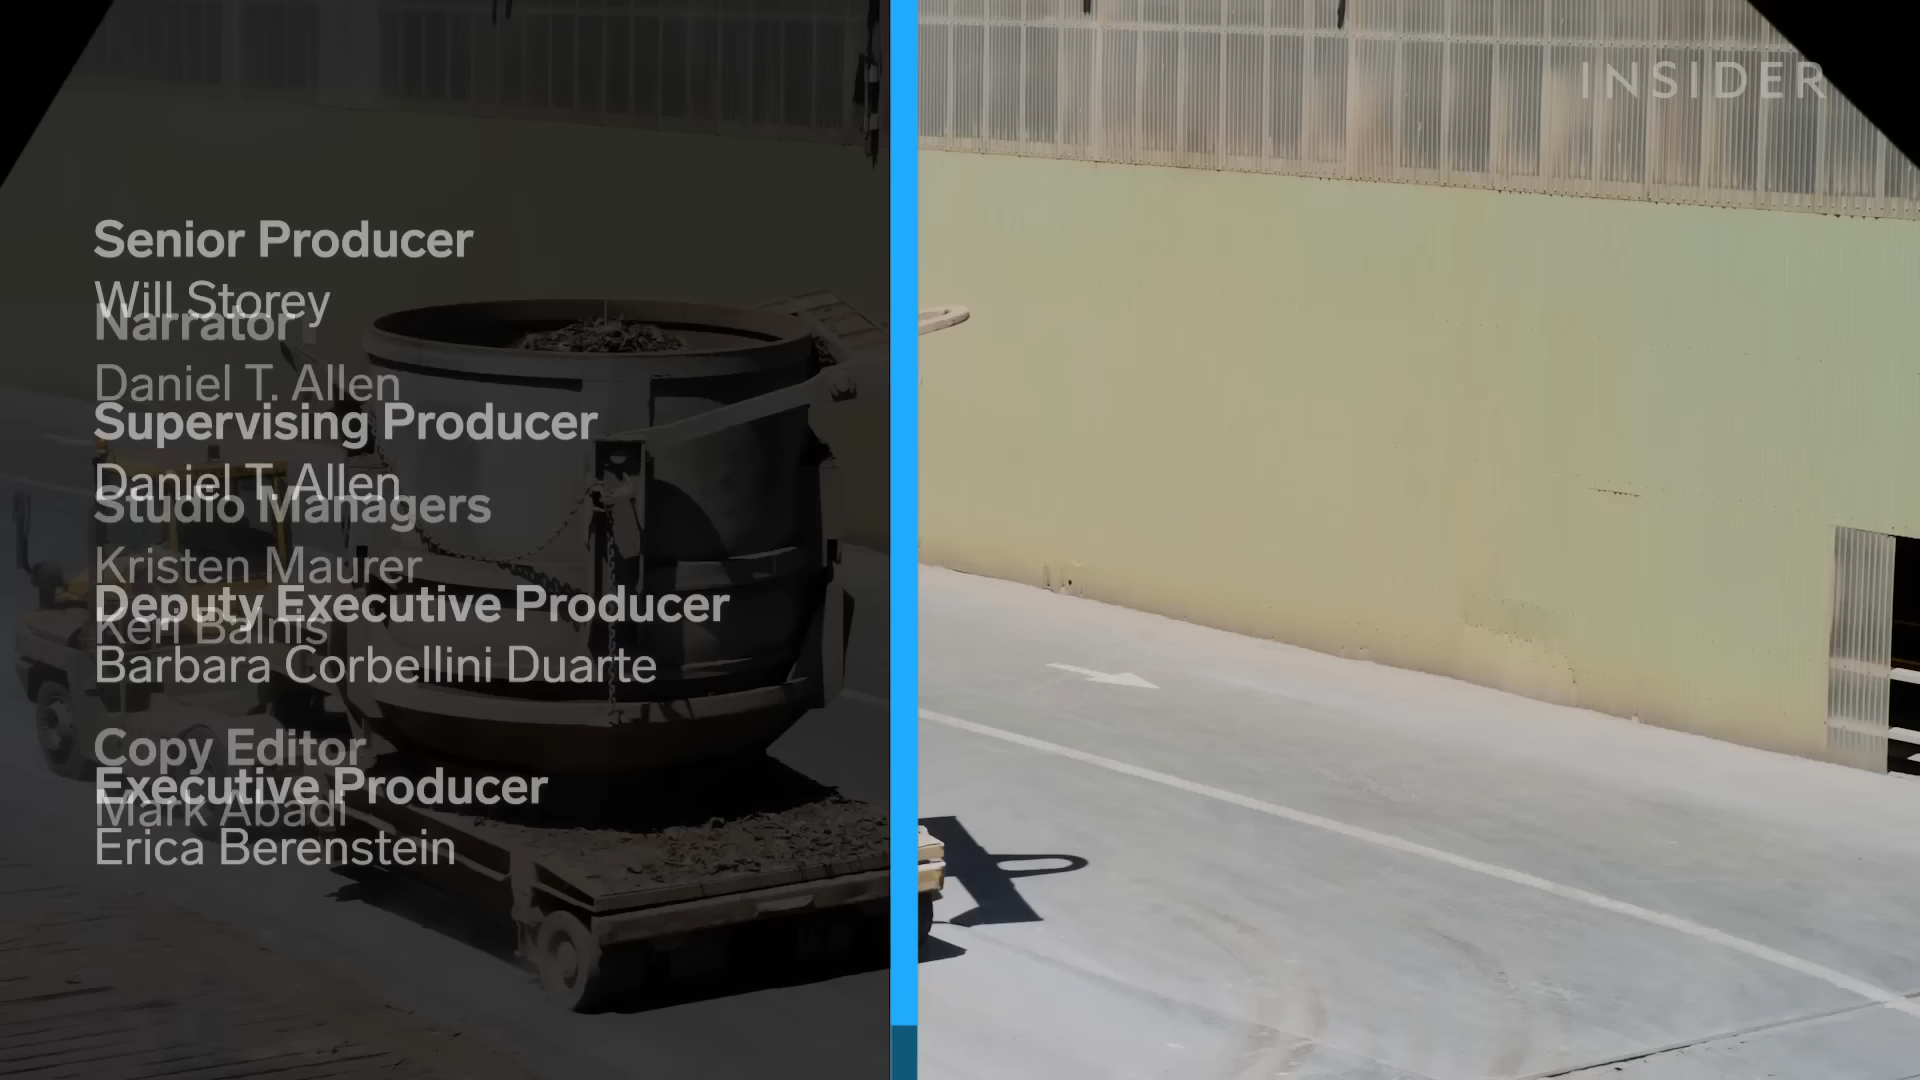 INSIDER
Senior Producer
Will Storey
Narrator
Daniel T. Allen
Supervising Producer
Daniel T. Allen
Studio Managers
Kristen Maurer
Deputy Executive Producer
Keri Balnis
Barbara Corbellini Duarte
Copy Editor
Executive Producer
Mark Abadi
Erica Berenstein